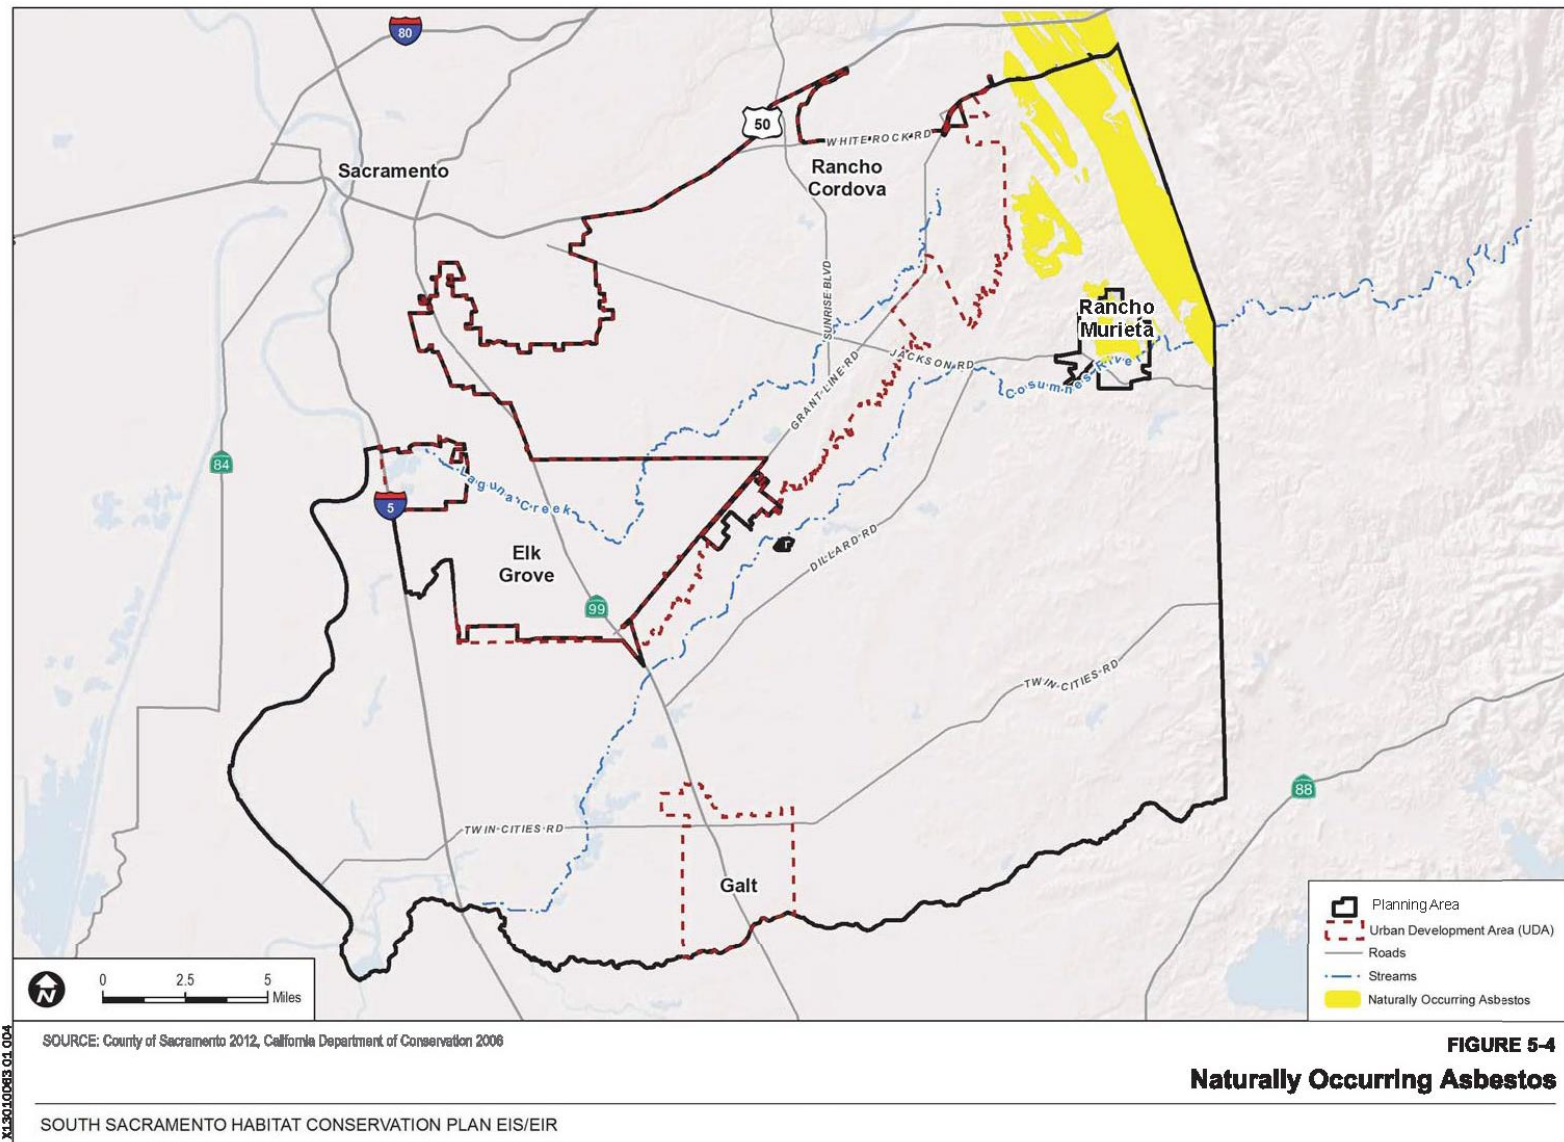 80
50
WHITE ROCK RD
Sacramento
Rancho
Cordova
SUNRISE BLVD
Rancho
Murieta
JACKSON RD
GRANT LINE RD
Cosumnes River
84
5
Laguna Creek
Elk
Grove
DILLARD RD
99
TWIN CITIES RD
88
TWIN CITIES RD
Galt
Planning Area
Urban Development Area (UDA)
Roads
Streams
Naturally Occurring Asbestos
N
0 2.5 5
Miles
X13010083 01 004
SOURCE: County of Sacramento 2012, California Department of Conservation 2006
FIGURE 5-4
Naturally Occurring Asbestos
SOUTH SACRAMENTO HABITAT CONSERVATION PLAN EIS/EIR